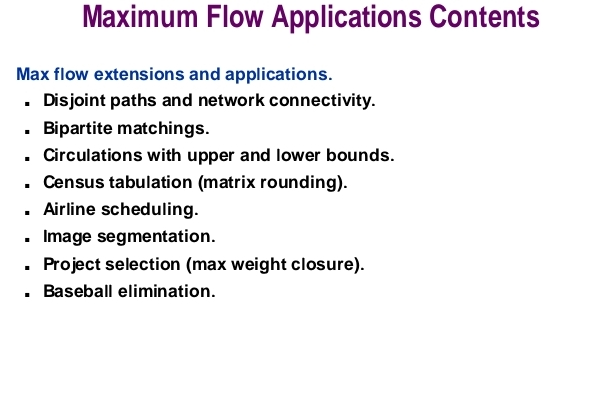 Maximum Flow Applications Contents
Max flow extensions and applications.
▪ Disjoint paths and network connectivity.
▪ Bipartite matchings.
▪ Circulations with upper and lower bounds.
▪ Census tabulation (matrix rounding).
▪ Airline scheduling.
▪ Image segmentation.
▪ Project selection (max weight closure).
▪ Baseball elimination.